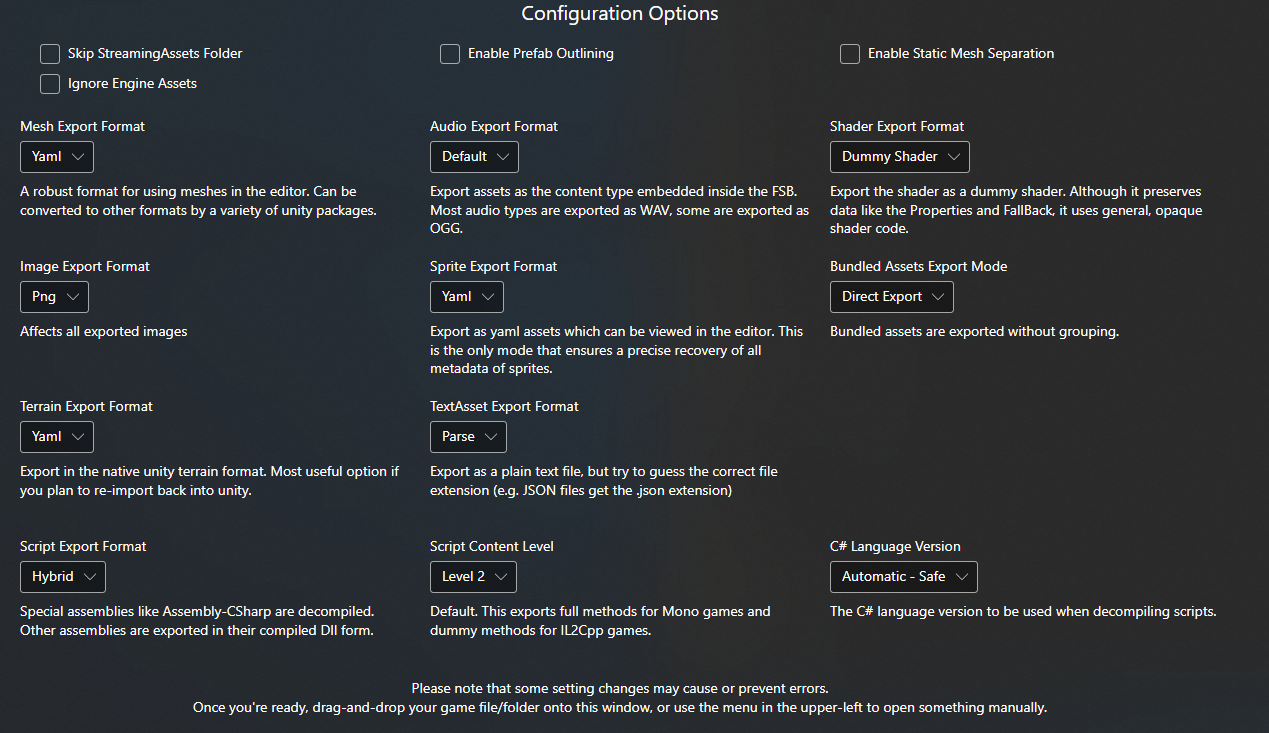 Configuration Options
Skip StreamingAssets Folder
Enable Prefab Outlining
Enable Static Mesh Separation
Ignore Engine Assets
Mesh Export Format
Yaml
A robust format for using meshes in the editor. Can be
converted to other formats by a variety of unity packages.
Audio Export Format
Default
Export assets as the content type embedded inside the FSB.
Most audio types are exported as WAV, some are exported as
OGG.
Shader Export Format
Dummy Shader
Export the shader as a dummy shader. Although it preserves
data like the Properties and FallBack, it uses general, opaque
shader code.
Image Export Format
Png
Affects all exported images
Sprite Export Format
Yaml
Export as yaml assets which can be viewed in the editor. This
is the only mode that ensures a precise recovery of all
metadata of sprites.
Bundled Assets Export Mode
Direct Export
Bundled assets are exported without grouping.
Terrain Export Format
Yaml
Export in the native unity terrain format. Most useful option if
you plan to re-import back into unity.
TextAsset Export Format
Parse
Export as a plain text file, but try to guess the correct file
extension (e.g. JSON files get the .json extension)
Script Export Format
Hybrid
Special assemblies like Assembly-CSharp are decompiled.
Other assemblies are exported in their compiled Dll form.
Script Content Level
Level 2
Default. This exports full methods for Mono games and
dummy methods for IL2Cpp games.
C# Language Version
Automatic - Safe
The C# language version to be used when decompiling scripts.
Please note that some setting changes may cause or prevent errors.
Once you're ready, drag-and-drop your game file/folder onto this window, or use the menu in the upper-left to open something manually.